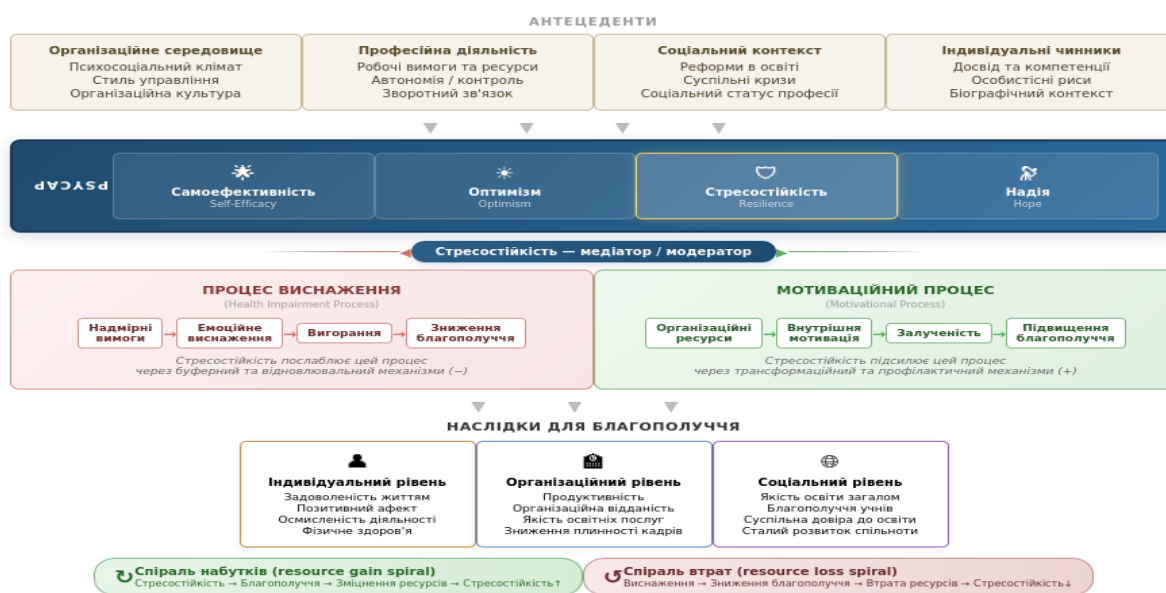 АНТЕЦЕДЕНТИ
Організаційне середовище
Психосоціальний клімат
Стиль управління
Організаційна культура
Професійна діяльність
Робочі вимоги та ресурси
Автономія / контроль
Зворотний зв'язок
Соціальний контекст
Реформи в освіті
Суспільні кризи
Соціальний статус професії
Індивідуальні чинники
Досвід та компетенції
Особистісні риси
Біографічний контекст
PSYCAP
Самоефективність
Self-Efficacy
Оптимізм
Optimism
Стресостійкість
Resilience
Надія
Hope
Стресостійкість — медіатор / модератор
ПРОЦЕС ВИСНАЖЕННЯ
(Health Impairment Process)
Надмірні
вимоги
→
Емоційне
виснаження
→
Вигорання
→
Зниження
благополуччя
Стресостійкість послаблює цей процес
через буферний та відновлювальний механізми (−)
МОТИВАЦІЙНИЙ ПРОЦЕС
(Motivational Process)
Організаційні
ресурси
→
Внутрішня
мотивація
→
Залученість
→
Підвищення
благополуччя
Стресостійкість підсилює цей процес
через трансформаційний та профілактичний механізми (+)
НАСЛІДКИ ДЛЯ БЛАГОПОЛУЧЧЯ
Індивідуальний рівень
Задоволеність життям
Позитивний афект
Осмисленість діяльності
Фізичне здоров'я
Організаційний рівень
Продуктивність
Організаційна відданість
Якість освітніх послуг
Зниження плинності кадрів
Соціальний рівень
Якість освіти загалом
Благополуччя учнів
Суспільна довіра до освіти
Сталий розвиток спільноти
↻ Спіраль набутків (resource gain spiral)
Стресостійкість → Благополуччя → Зміцнення ресурсів → Стресостійкість↑
↺ Спіраль втрат (resource loss spiral)
Виснаження → Зниження благополуччя → Втрата ресурсів → Стресостійкість↓